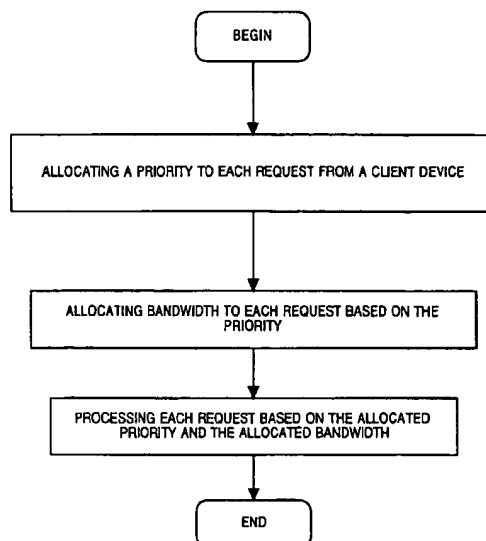 BEGIN
ALLOCATING A PRIORITY TO EACH REQUEST FROM A CLIENT DEVICE
ALLOCATING BANDWIDTH TO EACH REQUEST BASED ON THE
PRIORITY
PROCESSING EACH REQUEST BASED ON THE ALLOCATED
PRIORITY AND THE ALLOCATED BANDWIDTH
END